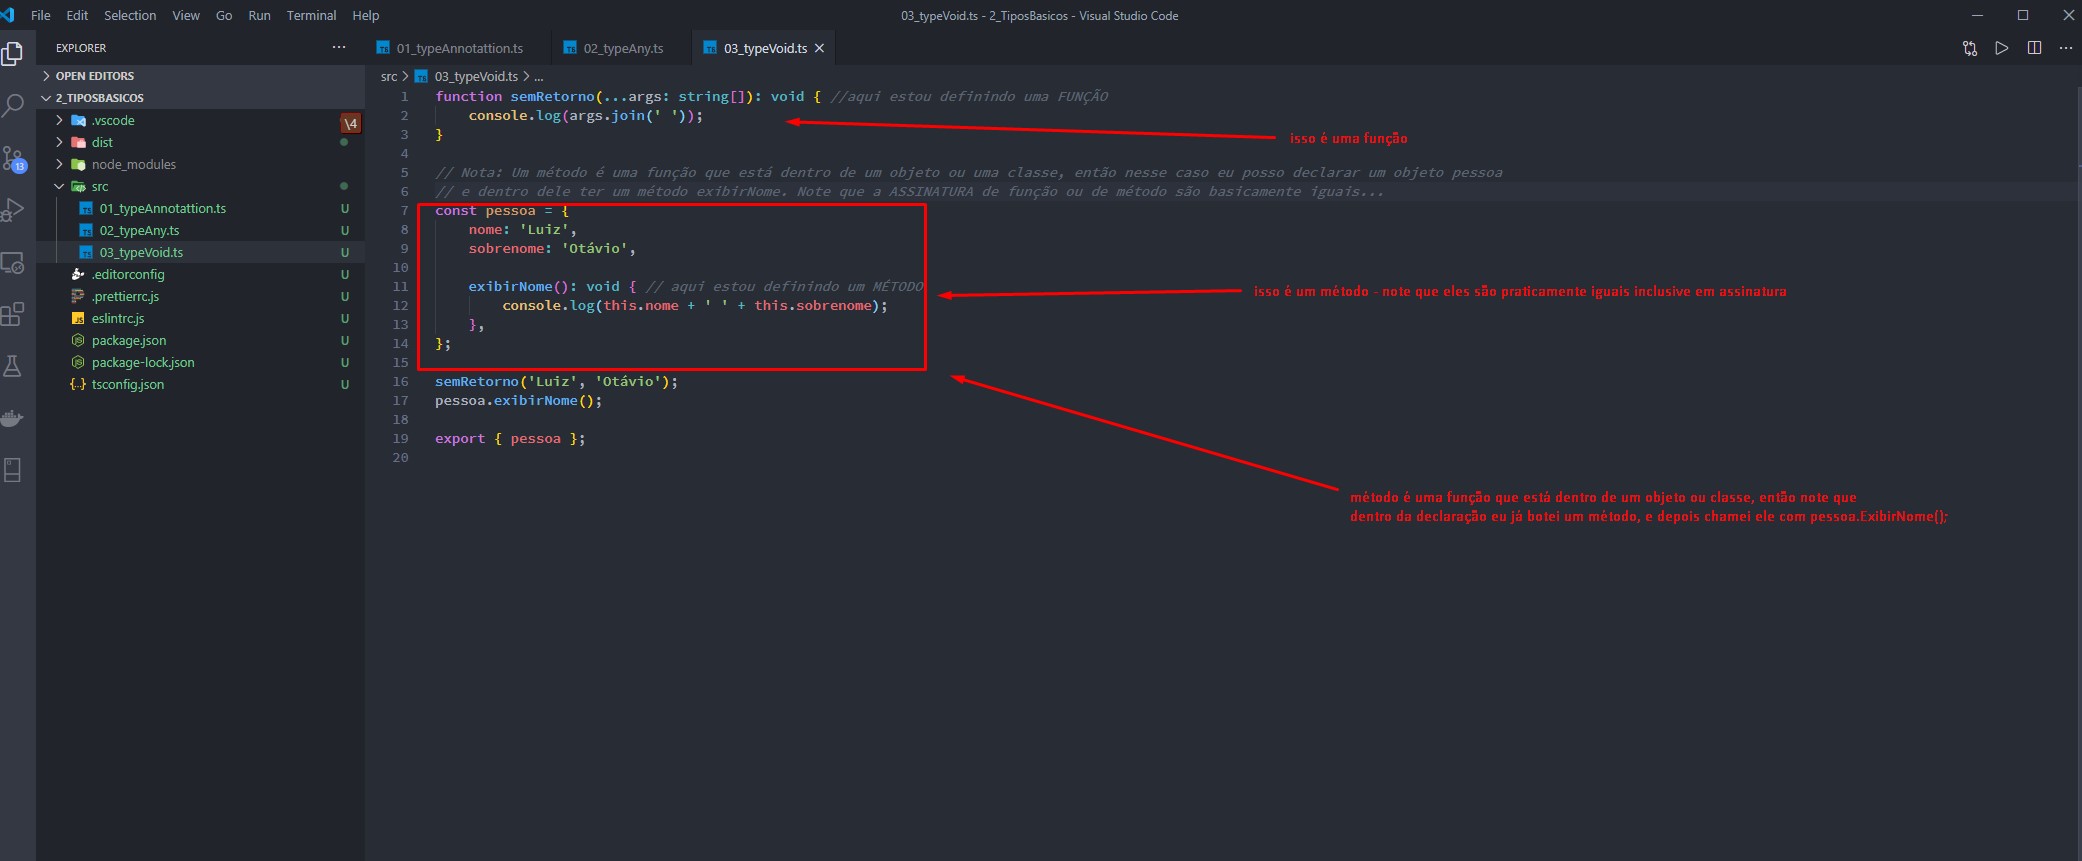 File Edit Selection View Go Run Terminal Help
03_typeVoid.ts - 2_TiposBasicos - Visual Studio Code
EXPLORER
01_typeAnnotattion.ts
02_typeAny.ts
03_typeVoid.ts
OPEN EDITORS
2_TIPOSBASICOS
.vscode
\4
dist
node_modules
src
01_typeAnnotattion.ts U
02_typeAny.ts U
03_typeVoid.ts U
.editorconfig U
.prettierrc.js U
eslintrc.js U
package.json U
package-lock.json U
tsconfig.json U
13
src > 03_typeVoid.ts > ...
1 function semRetorno(...args: string[]): void { //aqui estou definindo uma FUNÇÃO
2 console.log(args.join(' '));
3 }
4
5 // Nota: Um método é uma função que está dentro de um objeto ou uma classe, então nesse caso eu posso declarar um objeto pessoa
6 // e dentro dele ter um método exibirNome. Note que a ASSINATURA de função ou de método são basicamente iguais...
7 const pessoa = {
8 nome: 'Luiz',
9 sobrenome: 'Otávio',
10
11 exibirNome(): void { // aqui estou definindo um MÉTODO
12 console.log(this.nome + ' ' + this.sobrenome);
13 },
14 };
15
16 semRetorno('Luiz', 'Otávio');
17 pessoa.exibirNome();
18
19 export { pessoa };
20
isso é uma função
isso é um método - note que eles são praticamente iguais inclusive em assinatura
método é uma função que está dentro de um objeto ou classe, então note que
dentro da declaração eu já botei um método, e depois chamei ele com pessoa.ExibirNome();